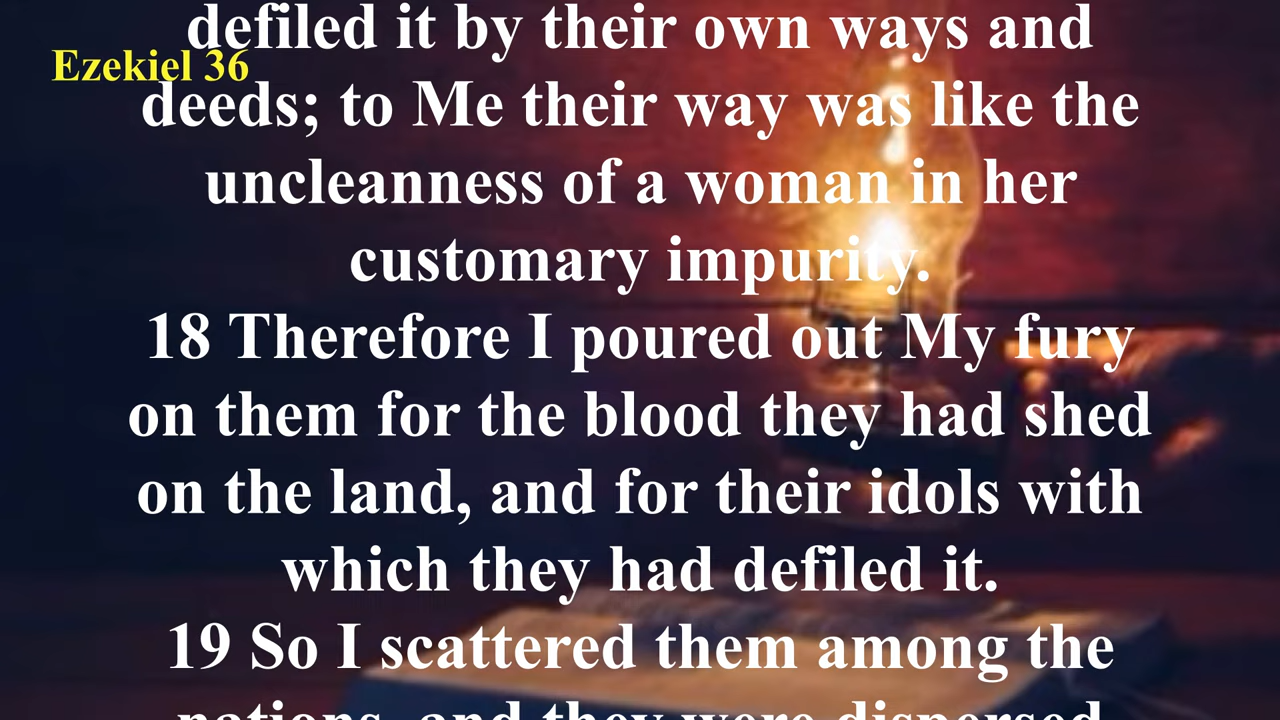 defiled it by their own ways and
Ezekiel 36
deeds; to Me their way was like the
uncleanness of a woman in her
customary impurity.
18 Therefore I poured out My fury
on them for the blood they had shed
on the land, and for their idols with
which they had defiled it.
19 So I scattered them among the
nations, and they were dispersed